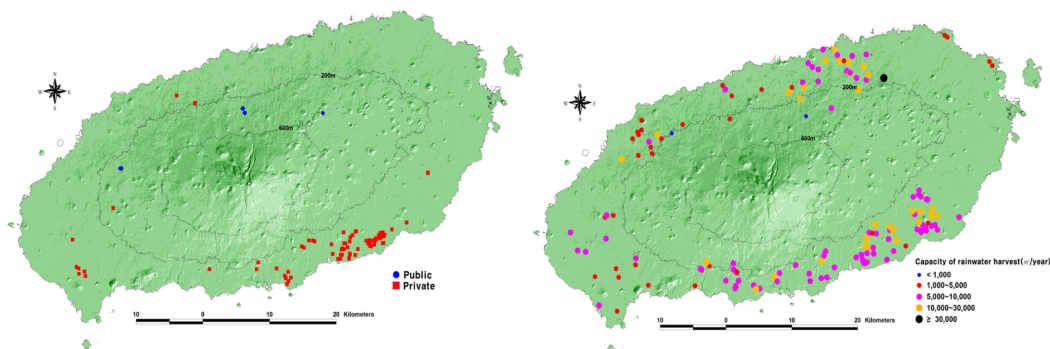 N
W E
S
200m
600m
Public
Private
10 0 10 20 Kilometers
N
W E
S
200m
600m
Capacity of rainwater harvest(㎥/year)
< 1,000
1,000~5,000
5,000~10,000
10,000~30,000
≥ 30,000
10 0 10 20 Kilometers